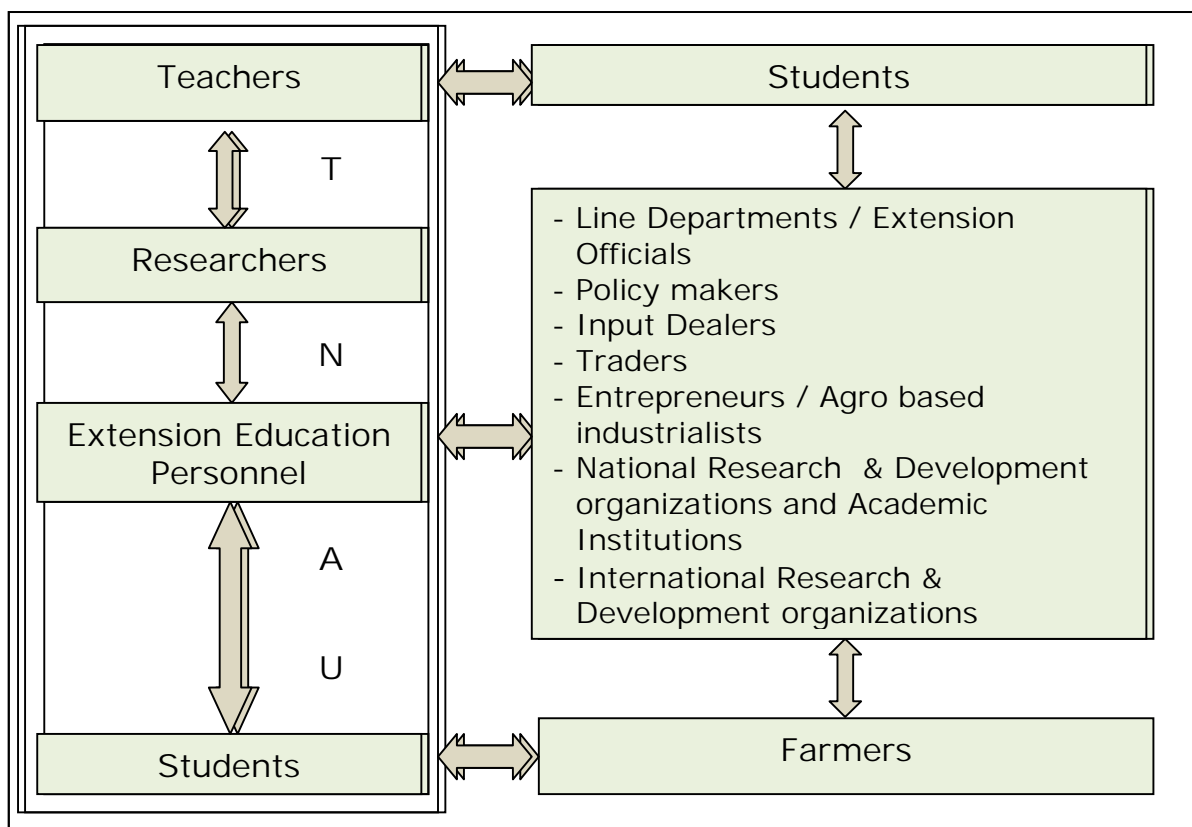 Teachers
T
Researchers
N
Extension Education
Personnel
A
U
Students
Students
- Line Departments / Extension
Officials
- Policy makers
- Input Dealers
- Traders
- Entrepreneurs / Agro based
industrialists
- National Research & Development
organizations and Academic
Institutions
- International Research &
Development organizations
Farmers